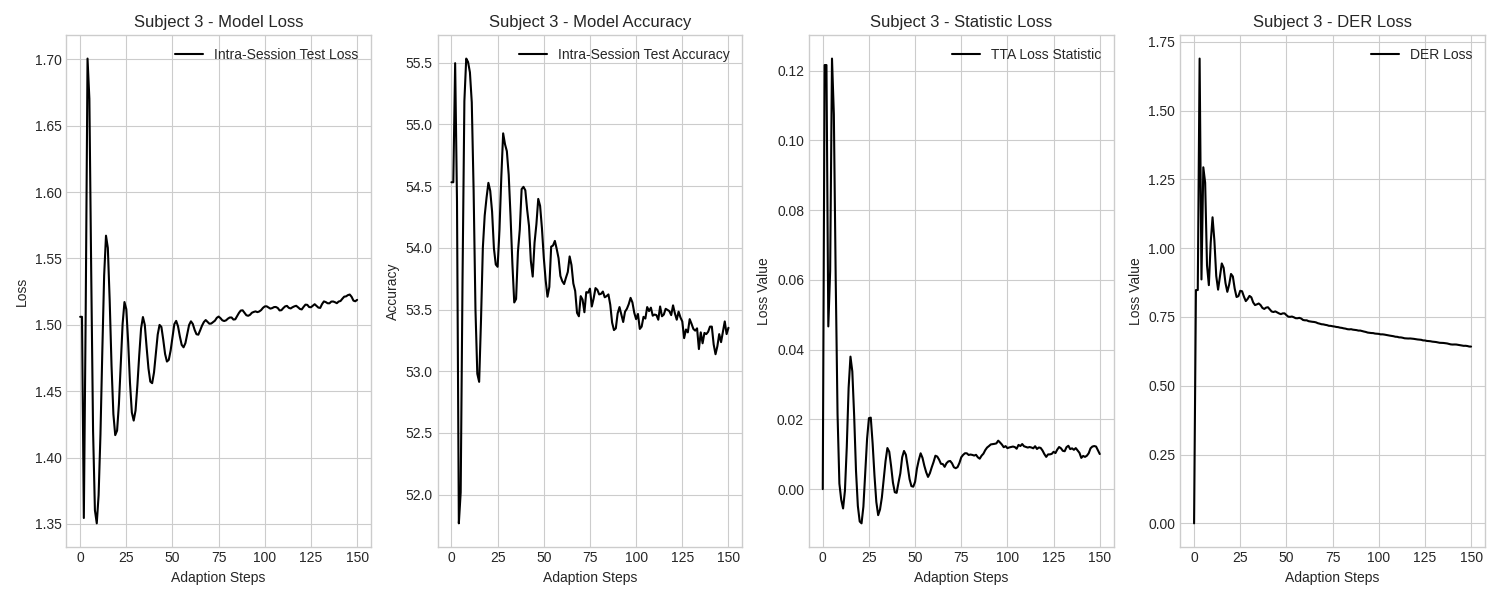 Subject 3 - Model Loss
Intra-Session Test Loss
1.70
1.65
1.60
1.55
1.50
1.45
1.40
1.35
Loss
0 25 50 75 100 125 150
Adaption Steps
Subject 3 - Model Accuracy
Intra-Session Test Accuracy
55.5
55.0
54.5
54.0
53.5
53.0
52.5
52.0
Accuracy
0 25 50 75 100 125 150
Adaption Steps
Subject 3 - Statistic Loss
TTA Loss Statistic
0.12
0.10
0.08
0.06
0.04
0.02
0.00
Loss Value
0 25 50 75 100 125 150
Adaption Steps
Subject 3 - DER Loss
DER Loss
1.75
1.50
1.25
1.00
0.75
0.50
0.25
0.00
Loss Value
0 25 50 75 100 125 150
Adaption Steps